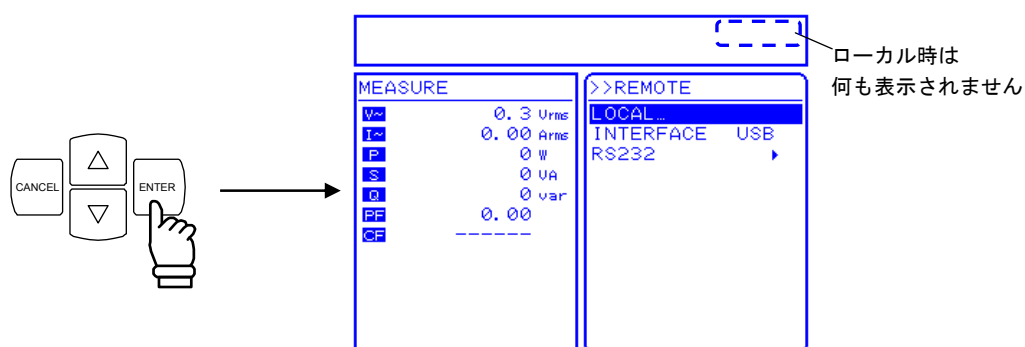 ローカル時は
何も表示されません
MEASURE
V~ 0.3 Vrms
I~ 0.00 Arms
P 0 W
S 0 VA
Q 0 var
PF 0.00
CF ------
>>REMOTE
LOCAL…
INTERFACE USB
RS232
CANCEL
ENTER